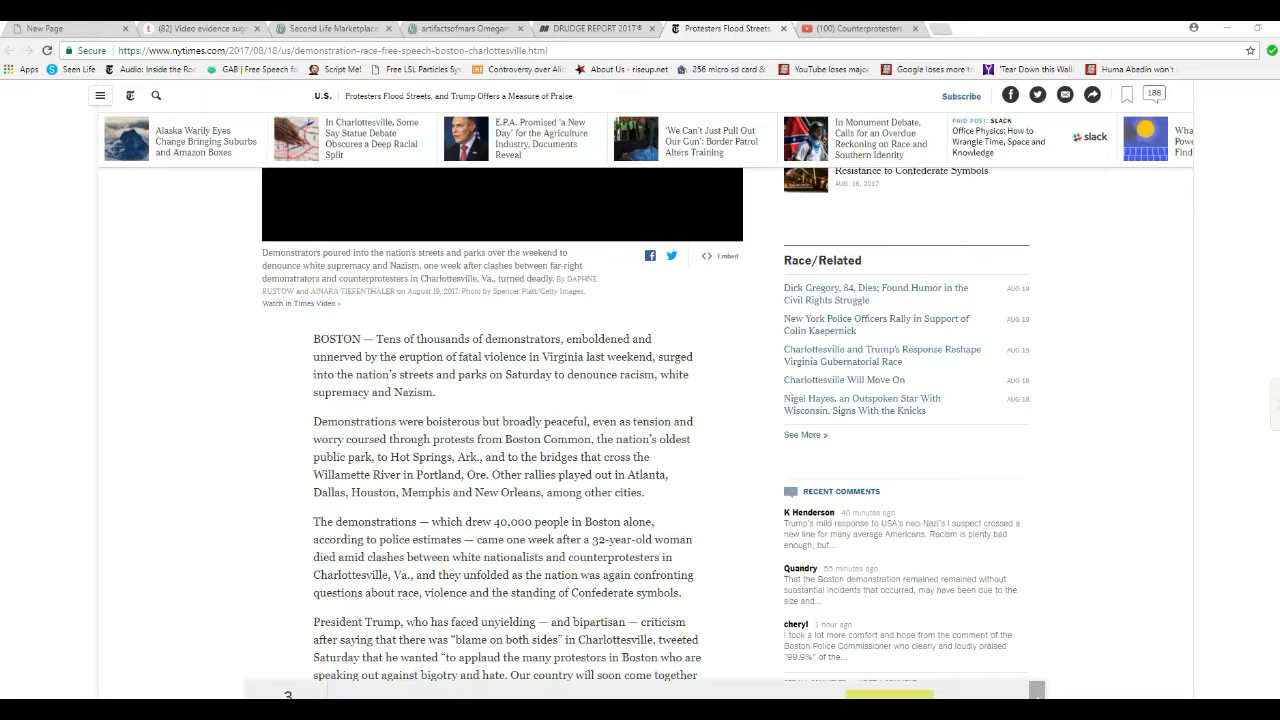 New Page
(82) Video evidence sug
Second Life Marketplace
artifactsofmars Omegam
DRUDGE REPORT 2017®
Protesters Flood Streets,
(100) Counterprotesters
Secure
https://www.nytimes.com/2017/08/18/us/demonstration-race-free-speech-boston-charlottesville.html
Apps
Seen Life
Audio: Inside the Ro
GAB | Free Speech fo
Script Me!
Free LSL Particles Sy
Controversy over Ali
About Us - riseup.net
256 micro sd card &
YouTube loses major
Google loses more to
'Tear Down this Wall
Huma Abedin won't
U.S.
Protesters Flood Streets, and Trump Offers a Measure of Praise
Subscribe
188
Alaska Warily Eyes
Change Bringing Suburbs
and Amazon Boxes
In Charlottesville, Some
Say Statue Debate
Obscures a Deep Racial
Split
E.P.A. Promised ‘a New
Day’ for the Agriculture
Industry, Documents
Reveal
‘We Can’t Just Pull Out
Our Gun’: Border Patrol
Alters Training
In Monument Debate,
Calls for an Overdue
Reckoning on Race and
Southern Identity
PAID POST: SLACK
Office Physics: How to
Wrangle Time, Space and
Knowledge
slack
Wha
Pow
Find
Resistance to Confederate Symbols
AUG. 16, 2017
Demonstrators poured into the nation’s streets and parks over the weekend to
denounce white supremacy and Nazism, one week after clashes between far-right
demonstrators and counterprotesters in Charlottesville, Va., turned deadly. By DAPHNE
RUSTOW and AINARA TIEFENTHÄLER on August 19, 2017. Photo by Spencer Platt/Getty Images.
Watch in Times Video »
Embed
BOSTON — Tens of thousands of demonstrators, emboldened and
unnerved by the eruption of fatal violence in Virginia last weekend, surged
into the nation’s streets and parks on Saturday to denounce racism, white
supremacy and Nazism.
Demonstrations were boisterous but broadly peaceful, even as tension and
worry coursed through protests from Boston Common, the nation’s oldest
public park, to Hot Springs, Ark., and to the bridges that cross the
Willamette River in Portland, Ore. Other rallies played out in Atlanta,
Dallas, Houston, Memphis and New Orleans, among other cities.
The demonstrations — which drew 40,000 people in Boston alone,
according to police estimates — came one week after a 32-year-old woman
died amid clashes between white nationalists and counterprotesters in
Charlottesville, Va., and they unfolded as the nation was again confronting
questions about race, violence and the standing of Confederate symbols.
President Trump, who has faced unyielding — and bipartisan — criticism
after saying that there was “blame on both sides” in Charlottesville, tweeted
Saturday that he wanted “to applaud the many protestors in Boston who are
speaking out against bigotry and hate. Our country will soon come together
3
Race/Related
Dick Gregory, 84, Dies; Found Humor in the
Civil Rights Struggle
AUG 19
New York Police Officers Rally in Support of
Colin Kaepernick
AUG 19
Charlottesville and Trump’s Response Reshape
Virginia Gubernatorial Race
AUG 19
Charlottesville Will Move On
AUG 18
Nigel Hayes, an Outspoken Star With
Wisconsin, Signs With the Knicks
AUG 18
See More »
RECENT COMMENTS
K Henderson 40 minutes ago
Trump's mild response to USA's neo-Nazi's I suspect crossed a
new line for many average Americans. Racism is plenty bad
enough, but...
Quandry 55 minutes ago
That the Boston demonstration remained remained without
substantial incidents that occurred, may have been due to the
size and...
cheryl 1 hour ago
I took a lot more comfort and hope from the comment of the
Boston Police Commissioner who clearly and loudly praised
"99.9%" of the...